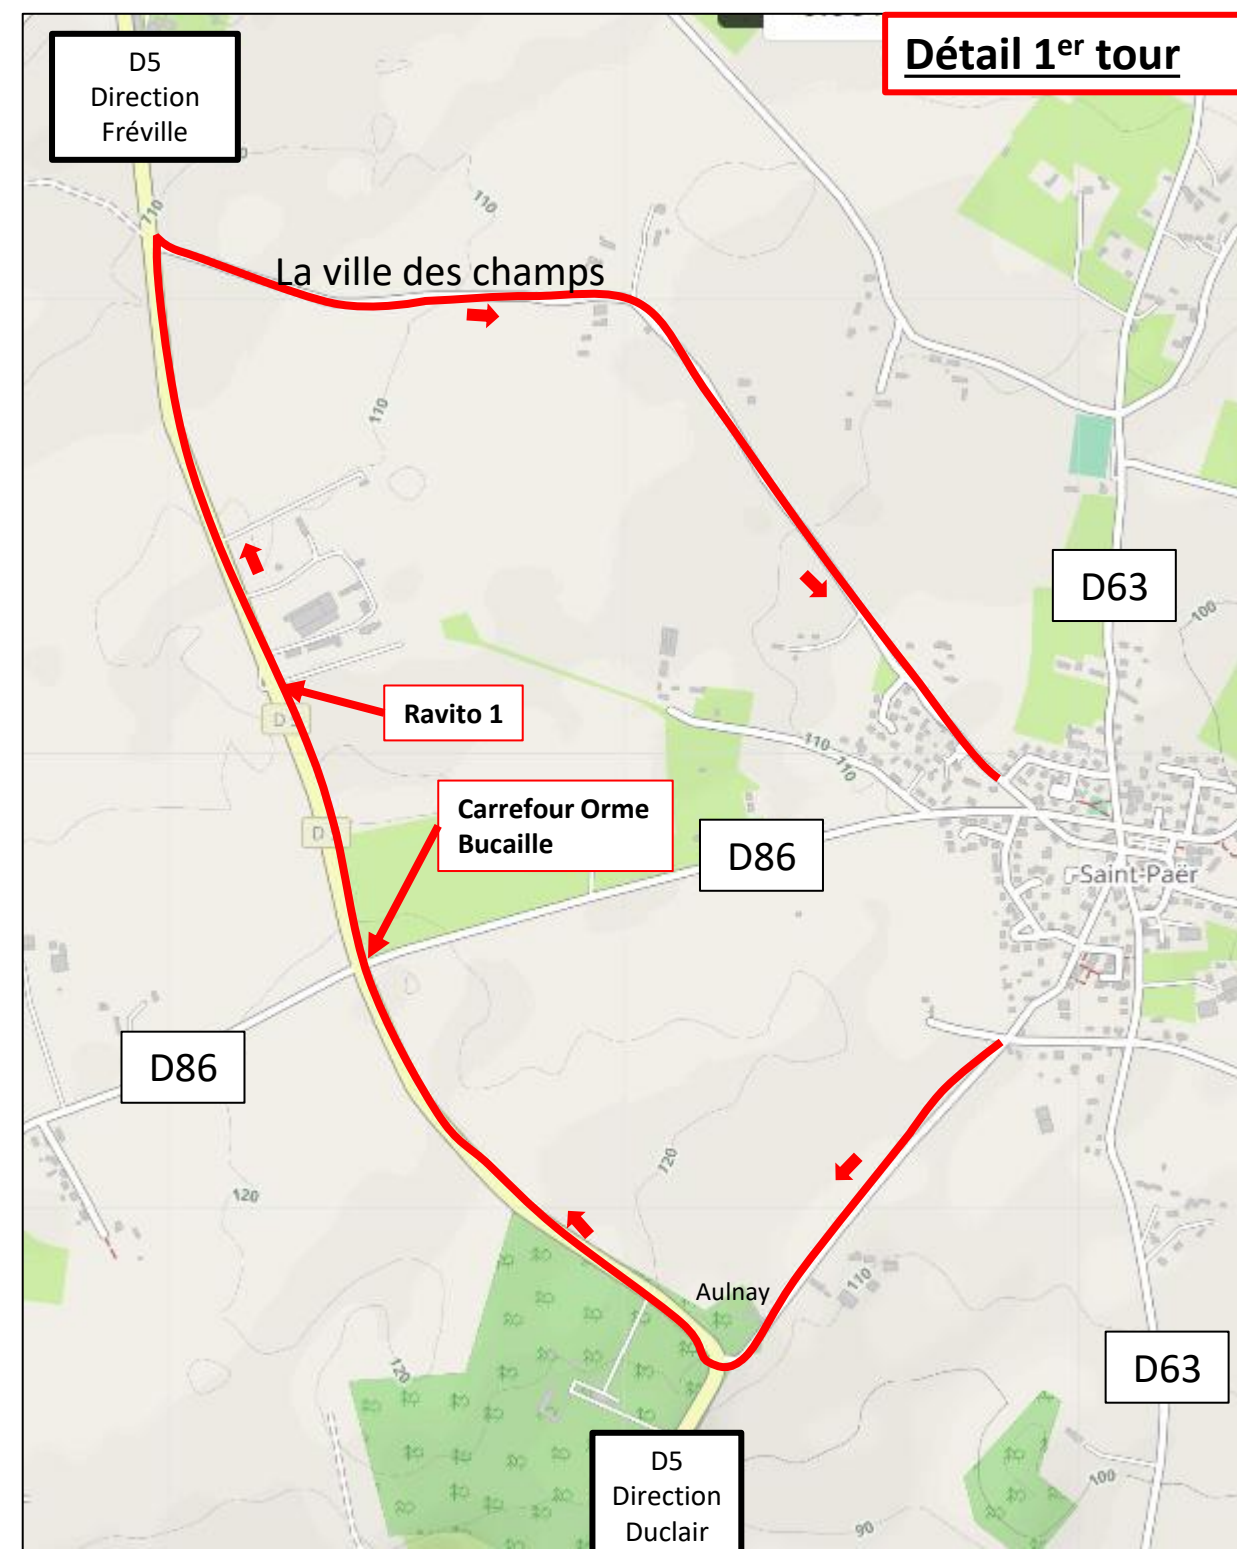 Détail 1er tour
D5
Direction
Fréville
110
110
La ville des champs
110
D63
100
Ravito 1
D
110
110
Carrefour Orme
Bucaille
D
D86
Saint-Paër
D86
120
120
Aulnay
110
120
D63
D5
Direction
Duclair
100
90